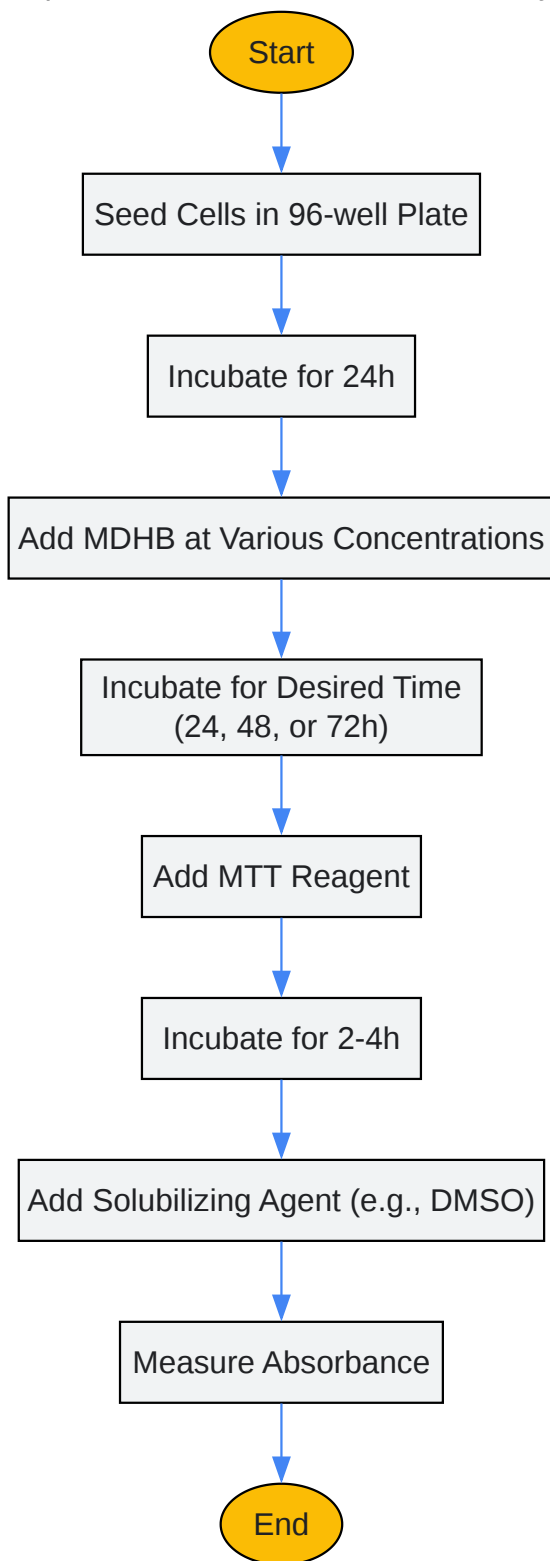 Start
Seed Cells in 96-well Plate
Incubate for 24h
Add MDHB at Various Concentrations
Incubate for Desired Time
(24, 48, or 72h)
Add MTT Reagent
Incubate for 2-4h
Add Solubilizing Agent (e.g., DMSO)
Measure Absorbance
End